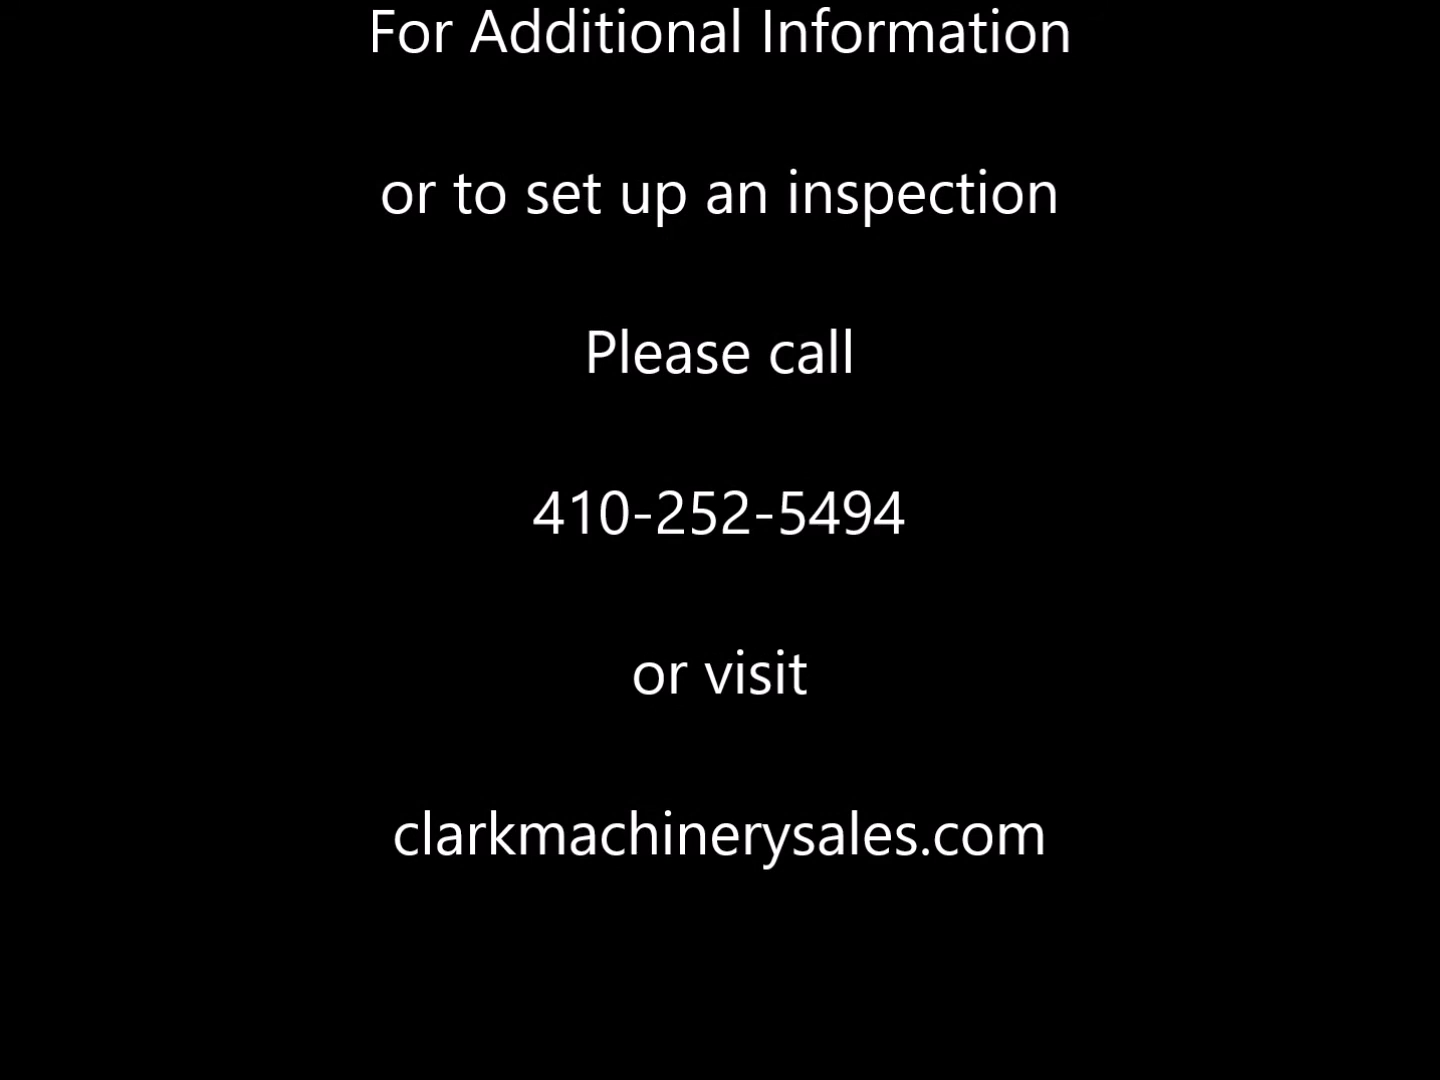 For Additional Information
or to set up an inspection
Please call
410-252-5494
or visit
clarkmachinerysales.com